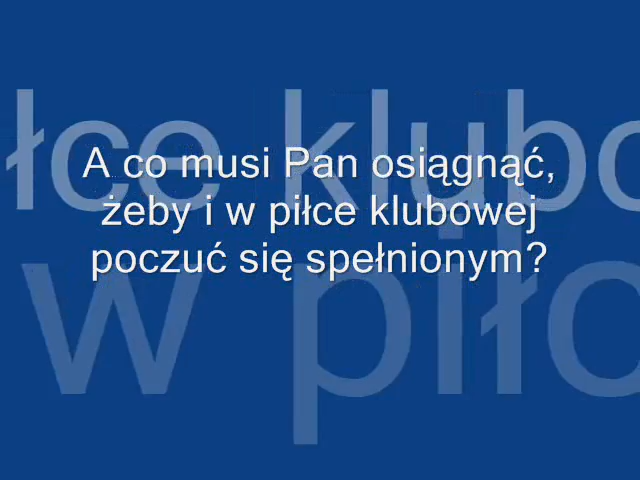 A co musi Pan osiągnąć,
żeby i w piłce klubowej
poczuć się spełnionym?